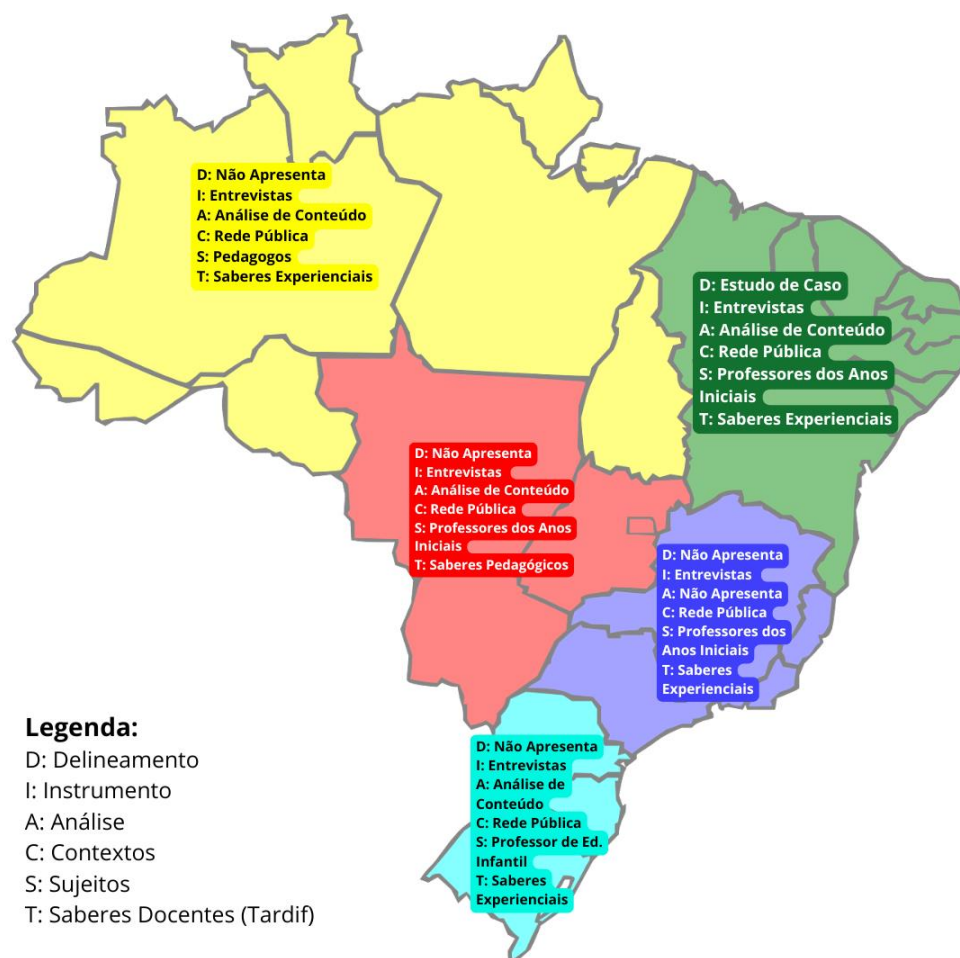 D: Não Apresenta
I: Entrevistas
A: Análise de Conteúdo
C: Rede Pública
S: Pedagogos
T: Saberes Experienciais
D: Estudo de Caso
I: Entrevistas
A: Análise de Conteúdo
C: Rede Pública
S: Professores dos Anos
Iniciais
T: Saberes Experienciais
D: Não Apresenta
I: Entrevistas
A: Análise de Conteúdo
C: Rede Pública
S: Professores dos Anos
Iniciais
T: Saberes Pedagógicos
D: Não Apresenta
I: Entrevistas
A: Não Apresenta
C: Rede Pública
S: Professores dos
Anos Iniciais
T: Saberes
Experienciais
D: Não Apresenta
I: Entrevistas
A: Análise de
Conteúdo
C: Rede Pública
S: Professor de Ed.
Infantil
T: Saberes
Experienciais
Legenda:
D: Delineamento
I: Instrumento
A: Análise
C: Contextos
S: Sujeitos
T: Saberes Docentes (Tardif)